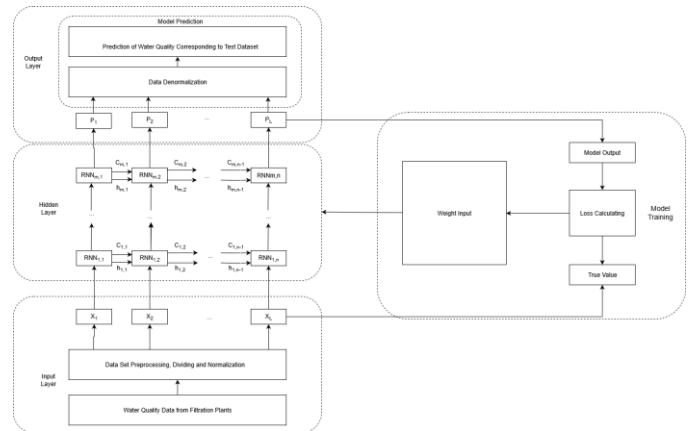 Model Prediction
Prediction of Water Quality Corresponding to Test Dataset
Output
Layer
Data Denormalization
P1
P2
...
PL
Model Output
Cm,1
Cm,2
Cm,n-1
RNNm,1
RNNm,2
...
RNNm,n
hm,1
hm,2
hm,n-1
Hidden
Layer
...
...
...
Weight Input
Loss Calculating
Model
Training
C1,1
C1,2
C1,n-1
RNN1,1
RNN1,2
...
RNN1,n
h1,1
h1,2
h1,n-1
True Value
X1
X2
...
XL
Input
Layer
Data Set Preprocessing, Dividing and Normalization
Water Quality Data from Filtration Plants